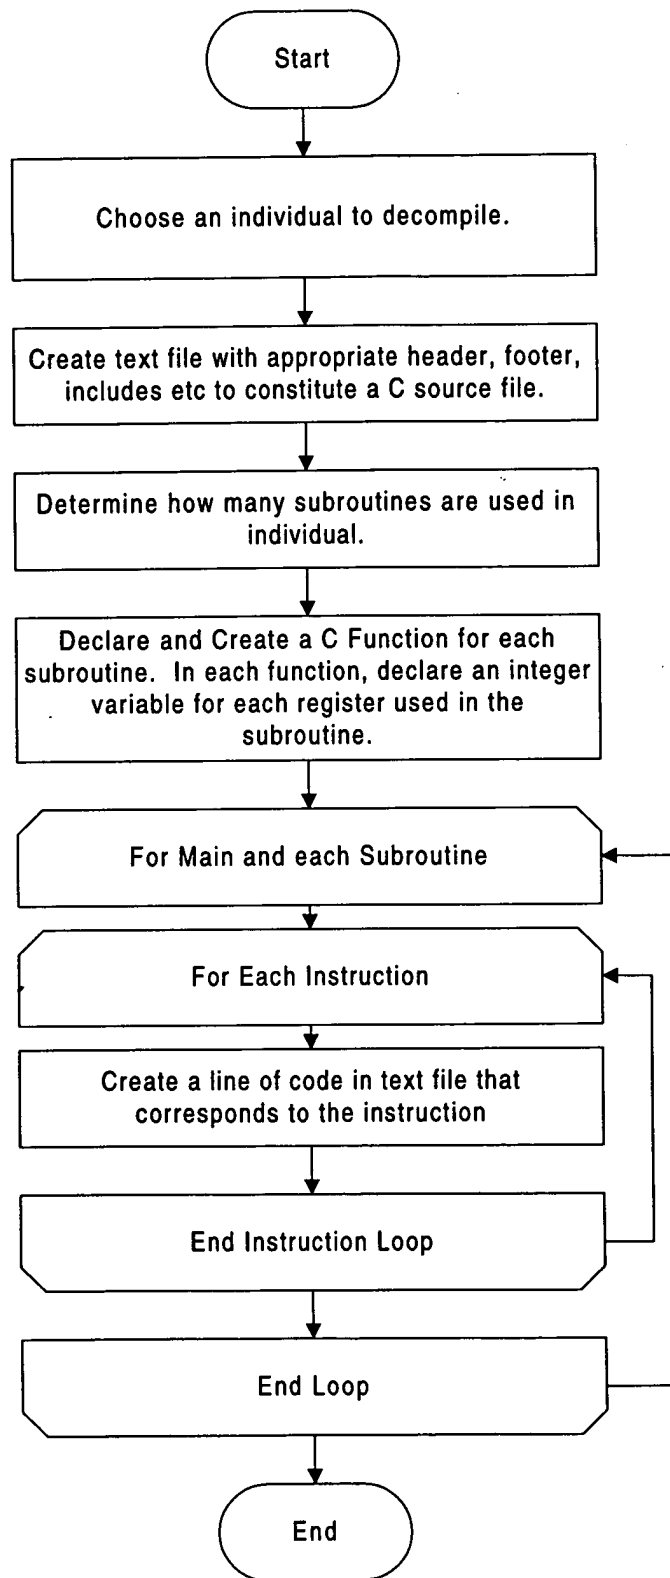 Start
Choose an individual to decompile.
Create text file with appropriate header, footer,
includes etc to constitute a C source file.
Determine how many subroutines are used in
individual.
Declare and Create a C Function for each
subroutine. In each function, declare an integer
variable for each register used in the
subroutine.
For Main and each Subroutine
For Each Instruction
Create a line of code in text file that
corresponds to the instruction
End Instruction Loop
End Loop
End